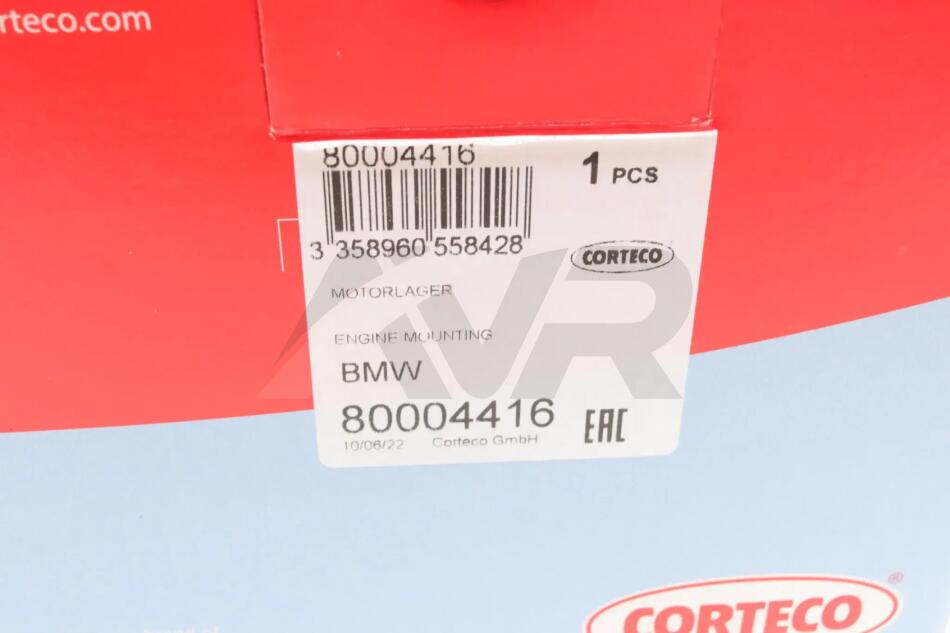 rteco.com
80004416
1 PCS
3 358960 558428
CORTECO
MOTORLAGER
AVR
ENGINE MOUNTING
BMW
80004416
EAC
10/06/22 Corteco GmbH
CORTECO®